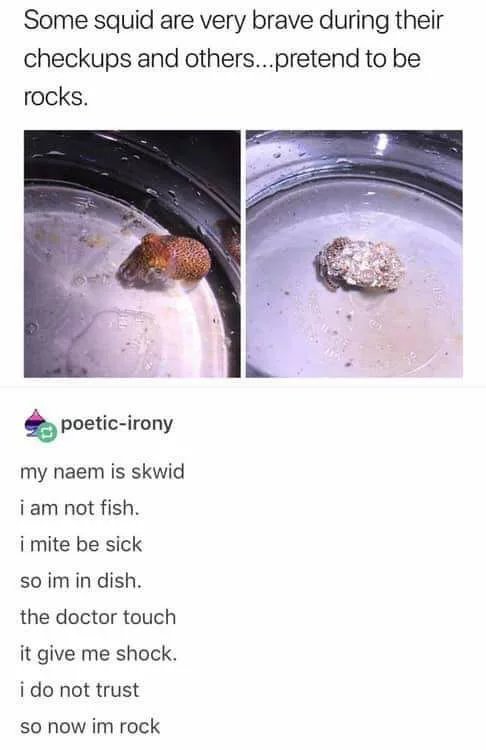 Some squid are very brave during their
checkups and others...pretend to be
rocks.
poetic-irony
my naem is skwid
i am not fish.
i mite be sick
so im in dish.
the doctor touch
it give me shock.
i do not trust
so now im rock